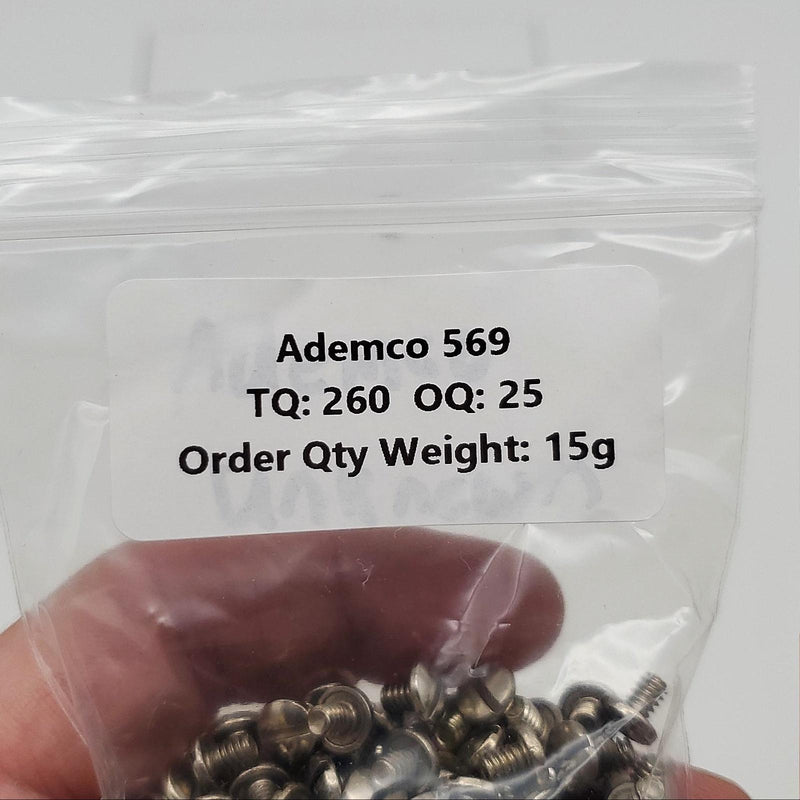 Ademco 569
TQ: 260 OQ: 25
Order Qty Weight: 15g